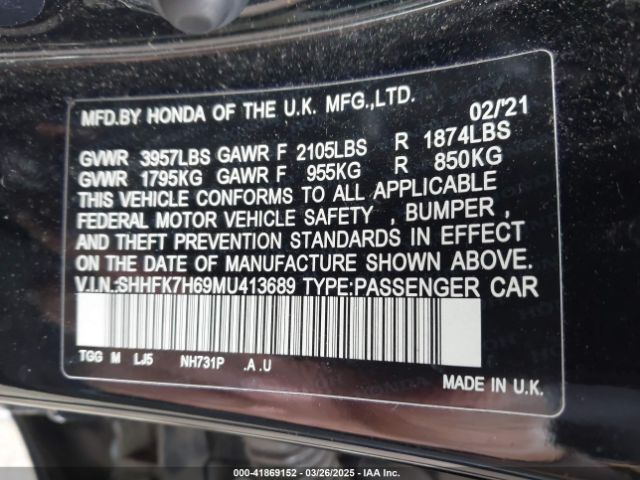 MFD.BY HONDA OF THE U.K. MFG.,LTD. 02/'21
GVWR 3957LBS GAWR F 2105LBS R 1874LBS
GVWR 1795KG GAWR F 955KG R 850KG
THIS VEHICLE CONFORMS TO ALL APPLICABLE
FEDERAL MOTOR VEHICLE SAFETY , BUMPER ,
AND THEFT PREVENTION STANDARDS IN EFFECT
ON THE DATE OF MANUFACTURE SHOWN ABOVE.
V.I.N.:SHHFK7H69MU413689 TYPE:PASSENGER CAR
TGG M LJ5 NH731P .A .U
MADE IN U.K.
000-41869152 | 03/26/2025 | IAA Inc.